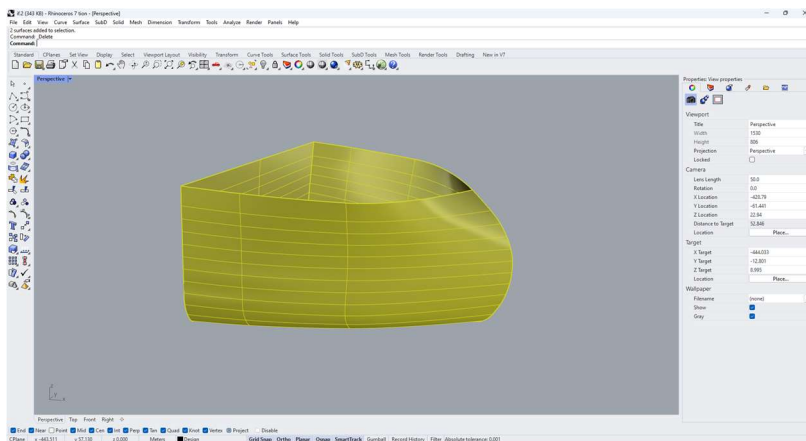 K2 (343 KB) - Rhinoceros 7 tion - [Perspective]
File Edit View Curve Surface SubD Solid Mesh Dimension Transform Tools Analyze Render Panels Help
2 surfaces added to selection.
Command: _Delete
Command:
Standard CPlanes Set View Display Select Viewport Layout Visibility Transform Curve Tools Surface Tools Solid Tools SubD Tools Mesh Tools Render Tools Drafting New in V7
Perspective
Properties: View properties
Viewport
Title Perspective
Width 1530
Height 906
Projection Perspective
Locked
Camera
Lens Length 50.0
Rotation 0.0
X Location -420.79
Y Location -61.441
Z Location 22.94
Distance to Target 52.846
Location Place...
Target
X Target -444.033
Y Target -12.801
Z Target 8.993
Location Place...
Wallpaper
Filename (none)
Show
Gray
z
y x
Perspective Top Front Right
End Near Point Mid Cen Int Perp Tan Quad Knot Vertex Project Disable
CPlane x -463.511 y 57.130 z 0.000 Meters Design Grid Snap Ortho Planar Osnap SmartTrack Gumball Record History Filter Absolute tolerance: 0.001